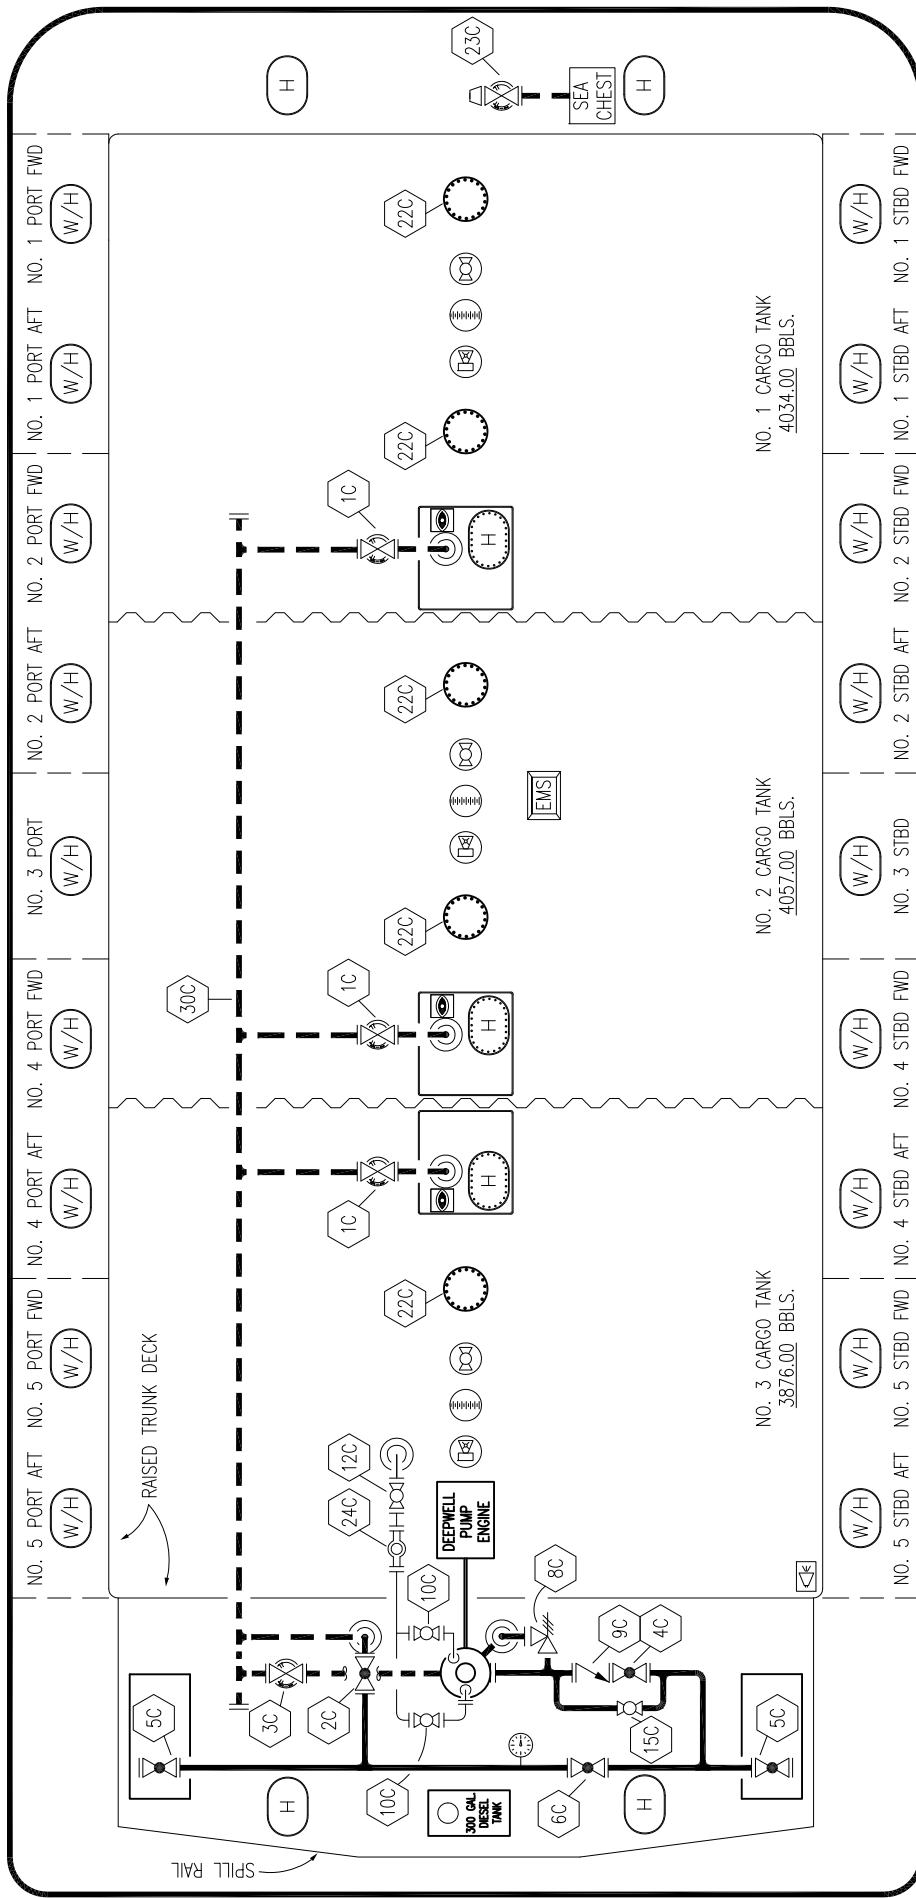 NO. 5 PORT AFT
NO. 5 PORT FWD
NO. 4 PORT AFT
NO. 4 PORT FWD
NO. 3 PORT
NO. 2 PORT AFT
NO. 2 PORT FWD
NO. 1 PORT AFT
NO. 1 PORT FWD
W/H
W/H
W/H
W/H
W/H
W/H
W/H
W/H
W/H
RAISED TRUNK DECK
SPILL RAIL
5C
3C
2C
10C
10C
24C
12C
30C
1C
1C
1C
H
H
H
H
H
H
H
22C
22C
22C
22C
22C
23C
SEA
CHEST
DEEPWELL
PUMP
ENGINE
300 GAL.
DIESEL
TANK
8C
9C
4C
15C
6C
5C
EMS
NO. 3 CARGO TANK
3876.00 BBLS.
NO. 2 CARGO TANK
4057.00 BBLS.
NO. 1 CARGO TANK
4034.00 BBLS.
W/H
W/H
W/H
W/H
W/H
W/H
W/H
W/H
W/H
NO. 5 STBD AFT
NO. 5 STBD FWD
NO. 4 STBD AFT
NO. 4 STBD FWD
NO. 3 STBD
NO. 2 STBD AFT
NO. 2 STBD FWD
NO. 1 STBD AFT
NO. 1 STBD FWD